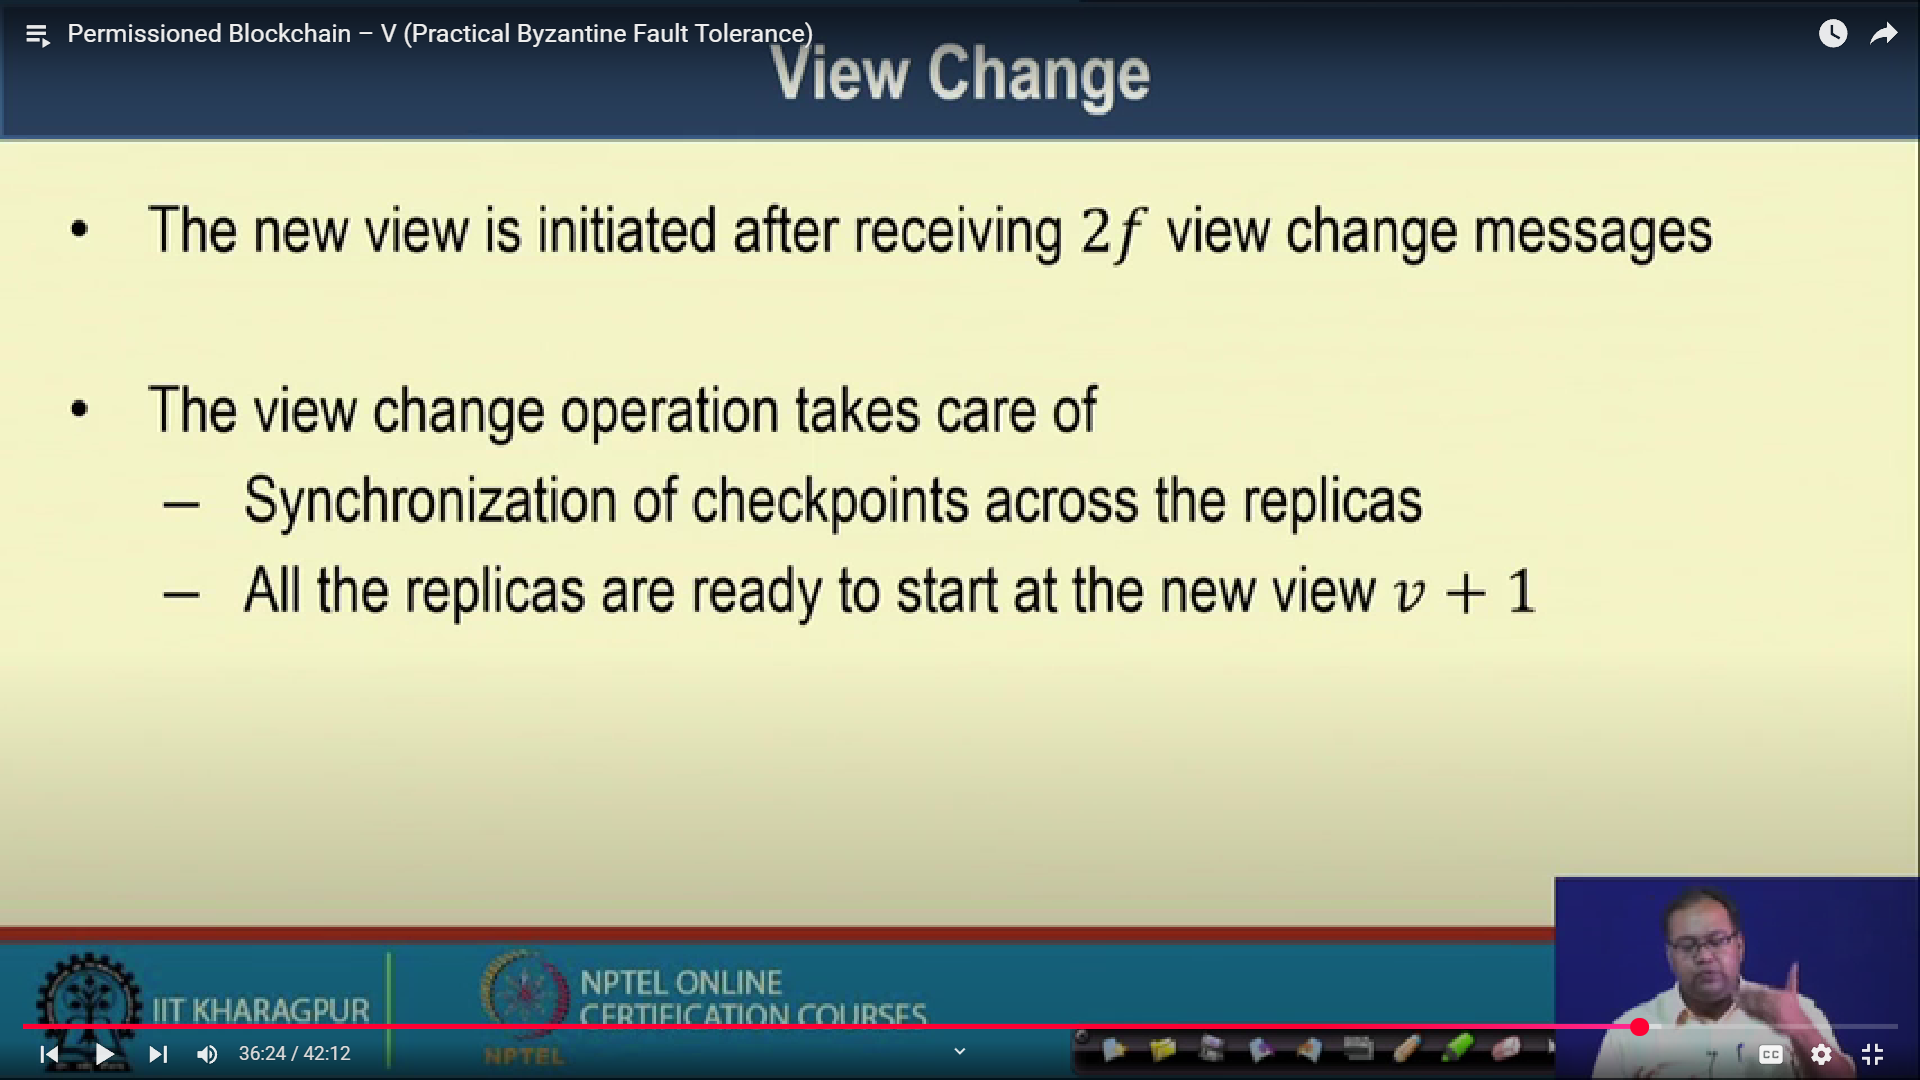 Permissioned Blockchain – V (Practical Byzantine Fault Tolerance)
View Change
• The new view is initiated after receiving 2f view change messages
• The view change operation takes care of
– Synchronization of checkpoints across the replicas
– All the replicas are ready to start at the new view v + 1
IIT KHARAGPUR
NPTEL ONLINE
CERTIFICATION COURSES
NPTEL
36:24 / 42:12
CC